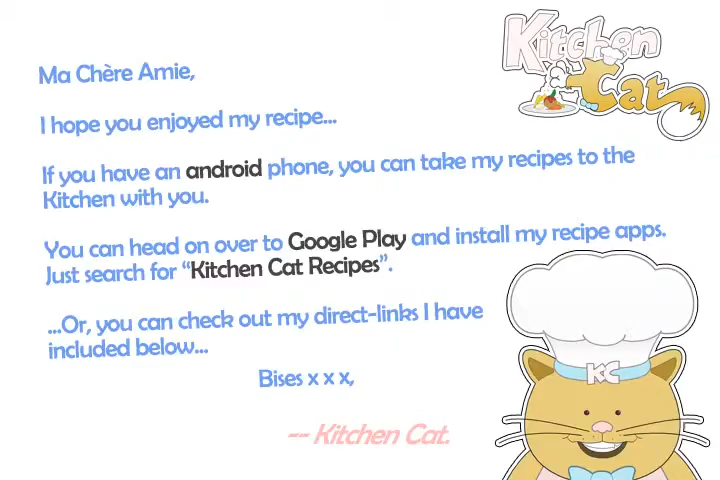 Kitchen
Cat
Ma Chère Amie,
I hope you enjoyed my recipe...
If you have an android phone, you can take my recipes to the
Kitchen with you.
You can head on over to Google Play and install my recipe apps.
Just search for “Kitchen Cat Recipes”.
...Or, you can check out my direct-links I have
included below...
Bises x x x,
-- Kitchen Cat.
KC